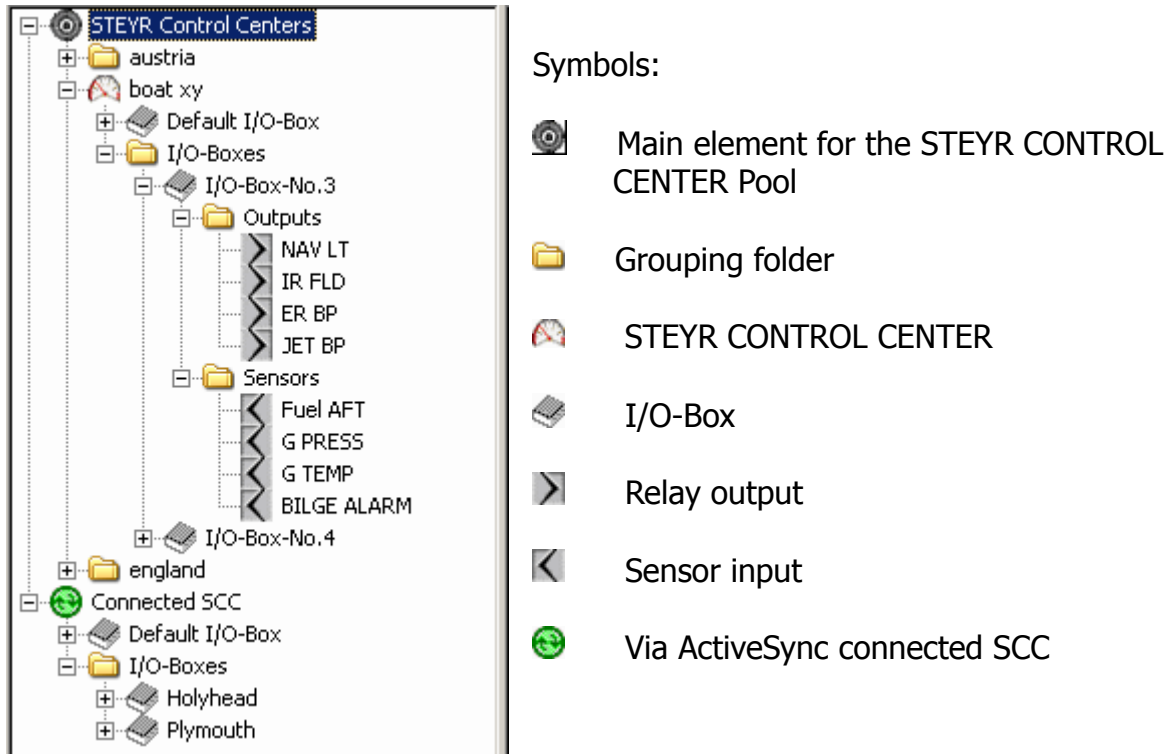 STEYR Control Centers
austria
boat xy
Default I/O-Box
I/O-Boxes
I/O-Box-No.3
Outputs
NAV LT
IR FLD
ER BP
JET BP
Sensors
Fuel AFT
G PRESS
G TEMP
BILGE ALARM
I/O-Box-No.4
england
Connected SCC
Default I/O-Box
I/O-Boxes
Holyhead
Plymouth
Symbols:
Main element for the STEYR CONTROL
CENTER Pool
Grouping folder
STEYR CONTROL CENTER
I/O-Box
Relay output
Sensor input
Via ActiveSync connected SCC